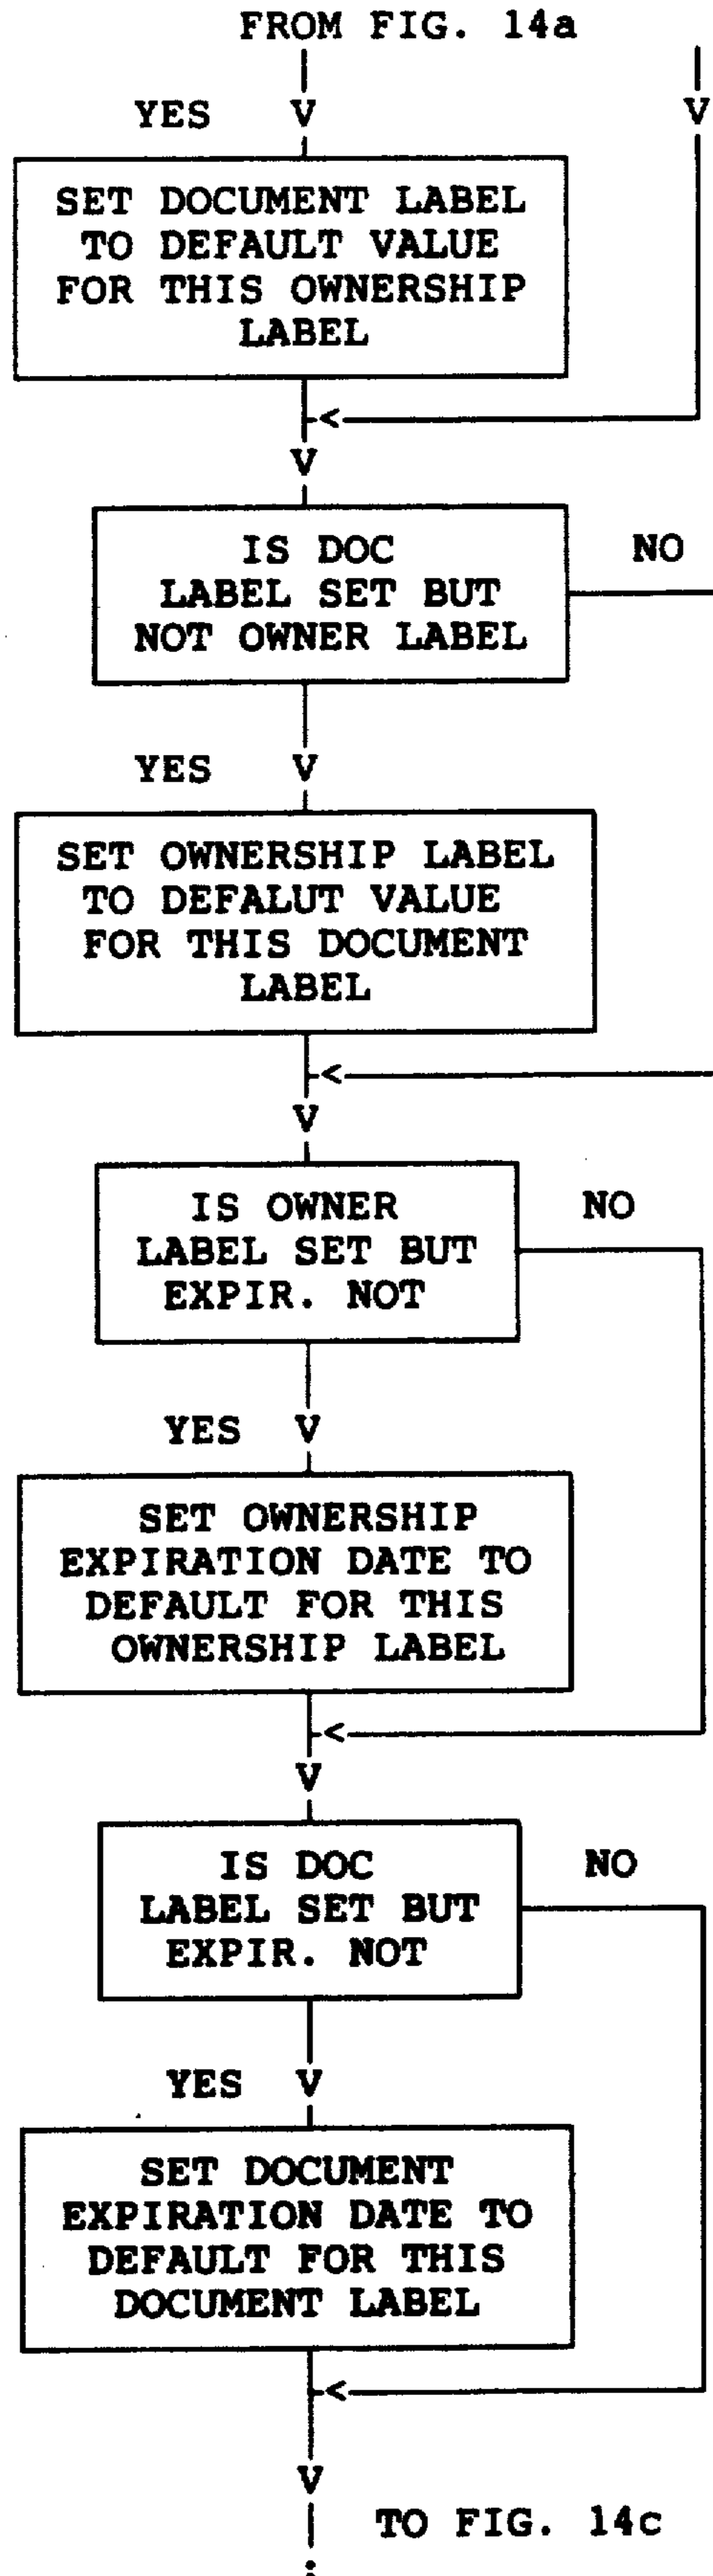 FROM FIG. 14a
YES V V
SET DOCUMENT LABEL
TO DEFAULT VALUE
FOR THIS OWNERSHIP
LABEL
<
V
IS DOC
LABEL SET BUT
NOT OWNER LABEL
NO
YES V
SET OWNERSHIP LABEL
TO DEFALUT VALUE
FOR THIS DOCUMENT
LABEL
<
V
IS OWNER
LABEL SET BUT
EXPIR. NOT
NO
YES V
SET OWNERSHIP
EXPIRATION DATE TO
DEFAULT FOR THIS
OWNERSHIP LABEL
<
V
IS DOC
LABEL SET BUT
EXPIR. NOT
NO
YES V
SET DOCUMENT
EXPIRATION DATE TO
DEFAULT FOR THIS
DOCUMENT LABEL
<
V
TO FIG. 14c